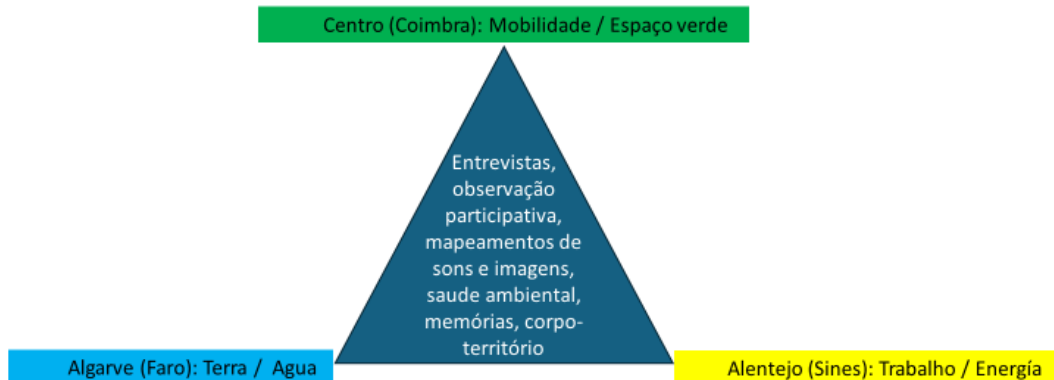 Centro (Coimbra): Mobilidade / Espaço verde
Entrevistas,
observação
participativa,
mapeamentos de
sons e imagens,
saude ambiental,
memórias, corpo-
território
Algarve (Faro): Terra / Agua
Alentejo (Sines): Trabalho / Energía